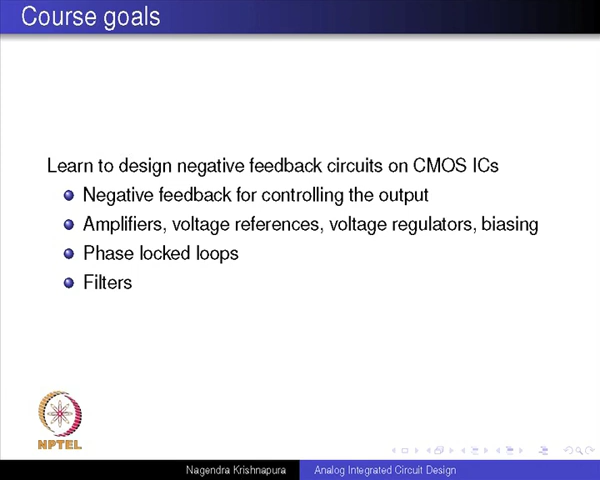 Course goals
Learn to design negative feedback circuits on CMOS ICs
Negative feedback for controlling the output
Amplifiers, voltage references, voltage regulators, biasing
Phase locked loops
Filters
NPTEL
Nagendra Krishnapura Analog Integrated Circuit Design